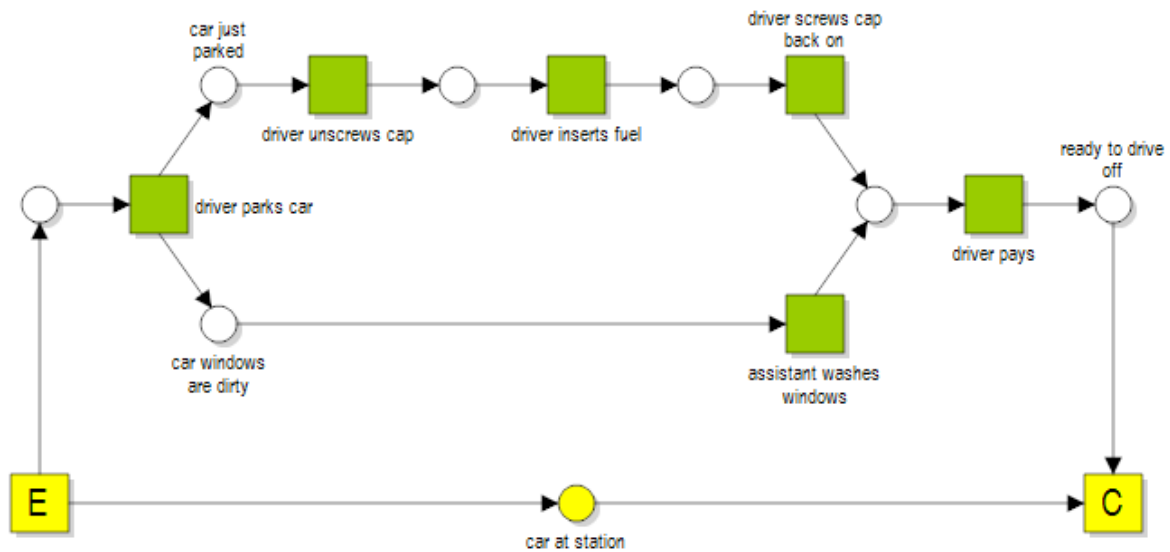 driver screws cap
back on
car just
parked
driver unscrews cap
driver inserts fuel
ready to drive
off
driver parks car
driver pays
car windows
are dirty
assistant washes
windows
E
C
car at station